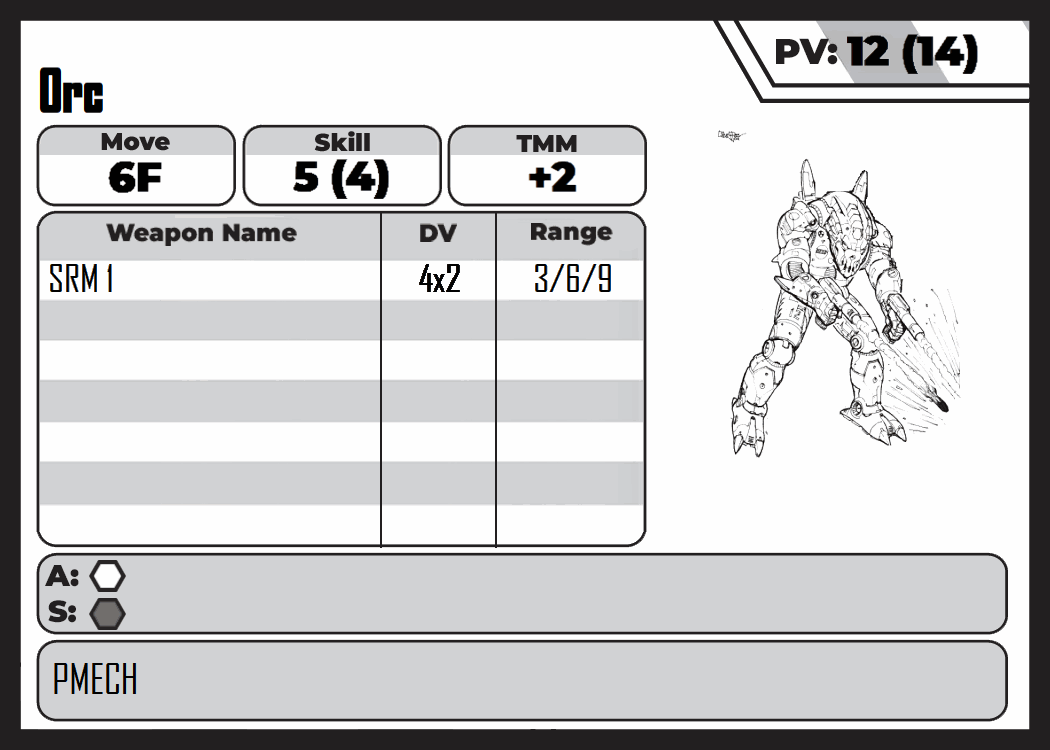 PV: 12 (14)
Orc
Move Skill TMM
6F 5 (4) +2
Weapon Name DV Range
SRM 1 4x2 3/6/9
A:
S:
PMECH